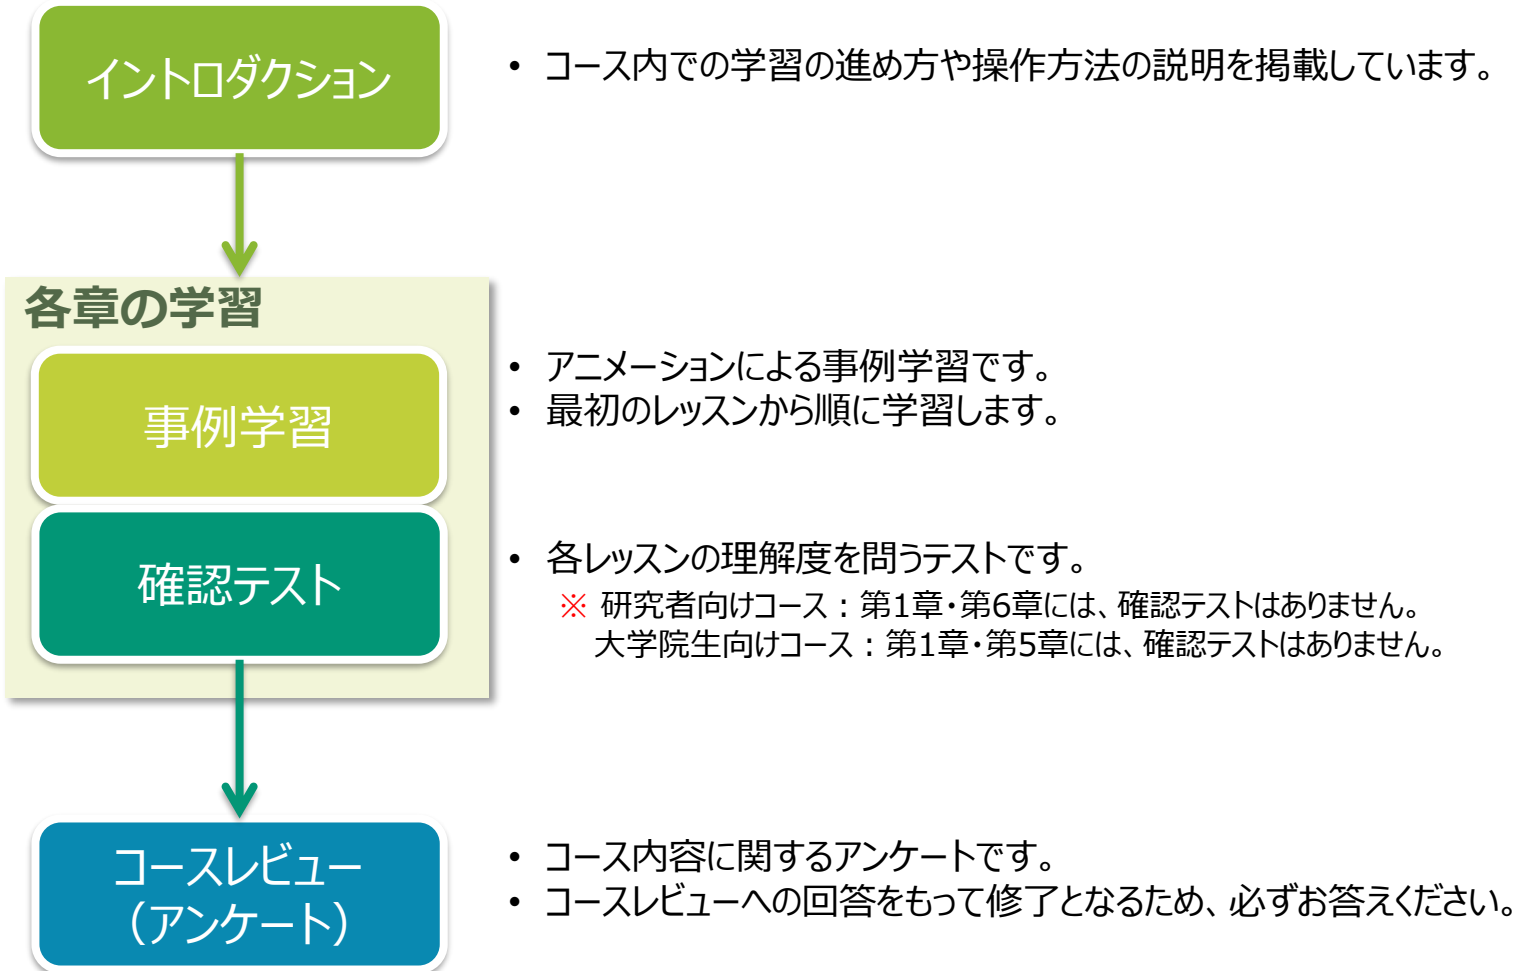 イントロダクション
• コース内での学習の進め方や操作方法の説明を掲載しています。
各章の学習
事例学習
• アニメーションによる事例学習です。
• 最初のレッスンから順に学習します。
確認テスト
• 各レッスンの理解度を問うテストです。
※ 研究者向けコース：第1章・第6章には、確認テストはありません。
大学院生向けコース：第1章・第5章には、確認テストはありません。
コースレビュー
（アンケート）
• コース内容に関するアンケートです。
• コースレビューへの回答をもって修了となるため、必ずお答えください。